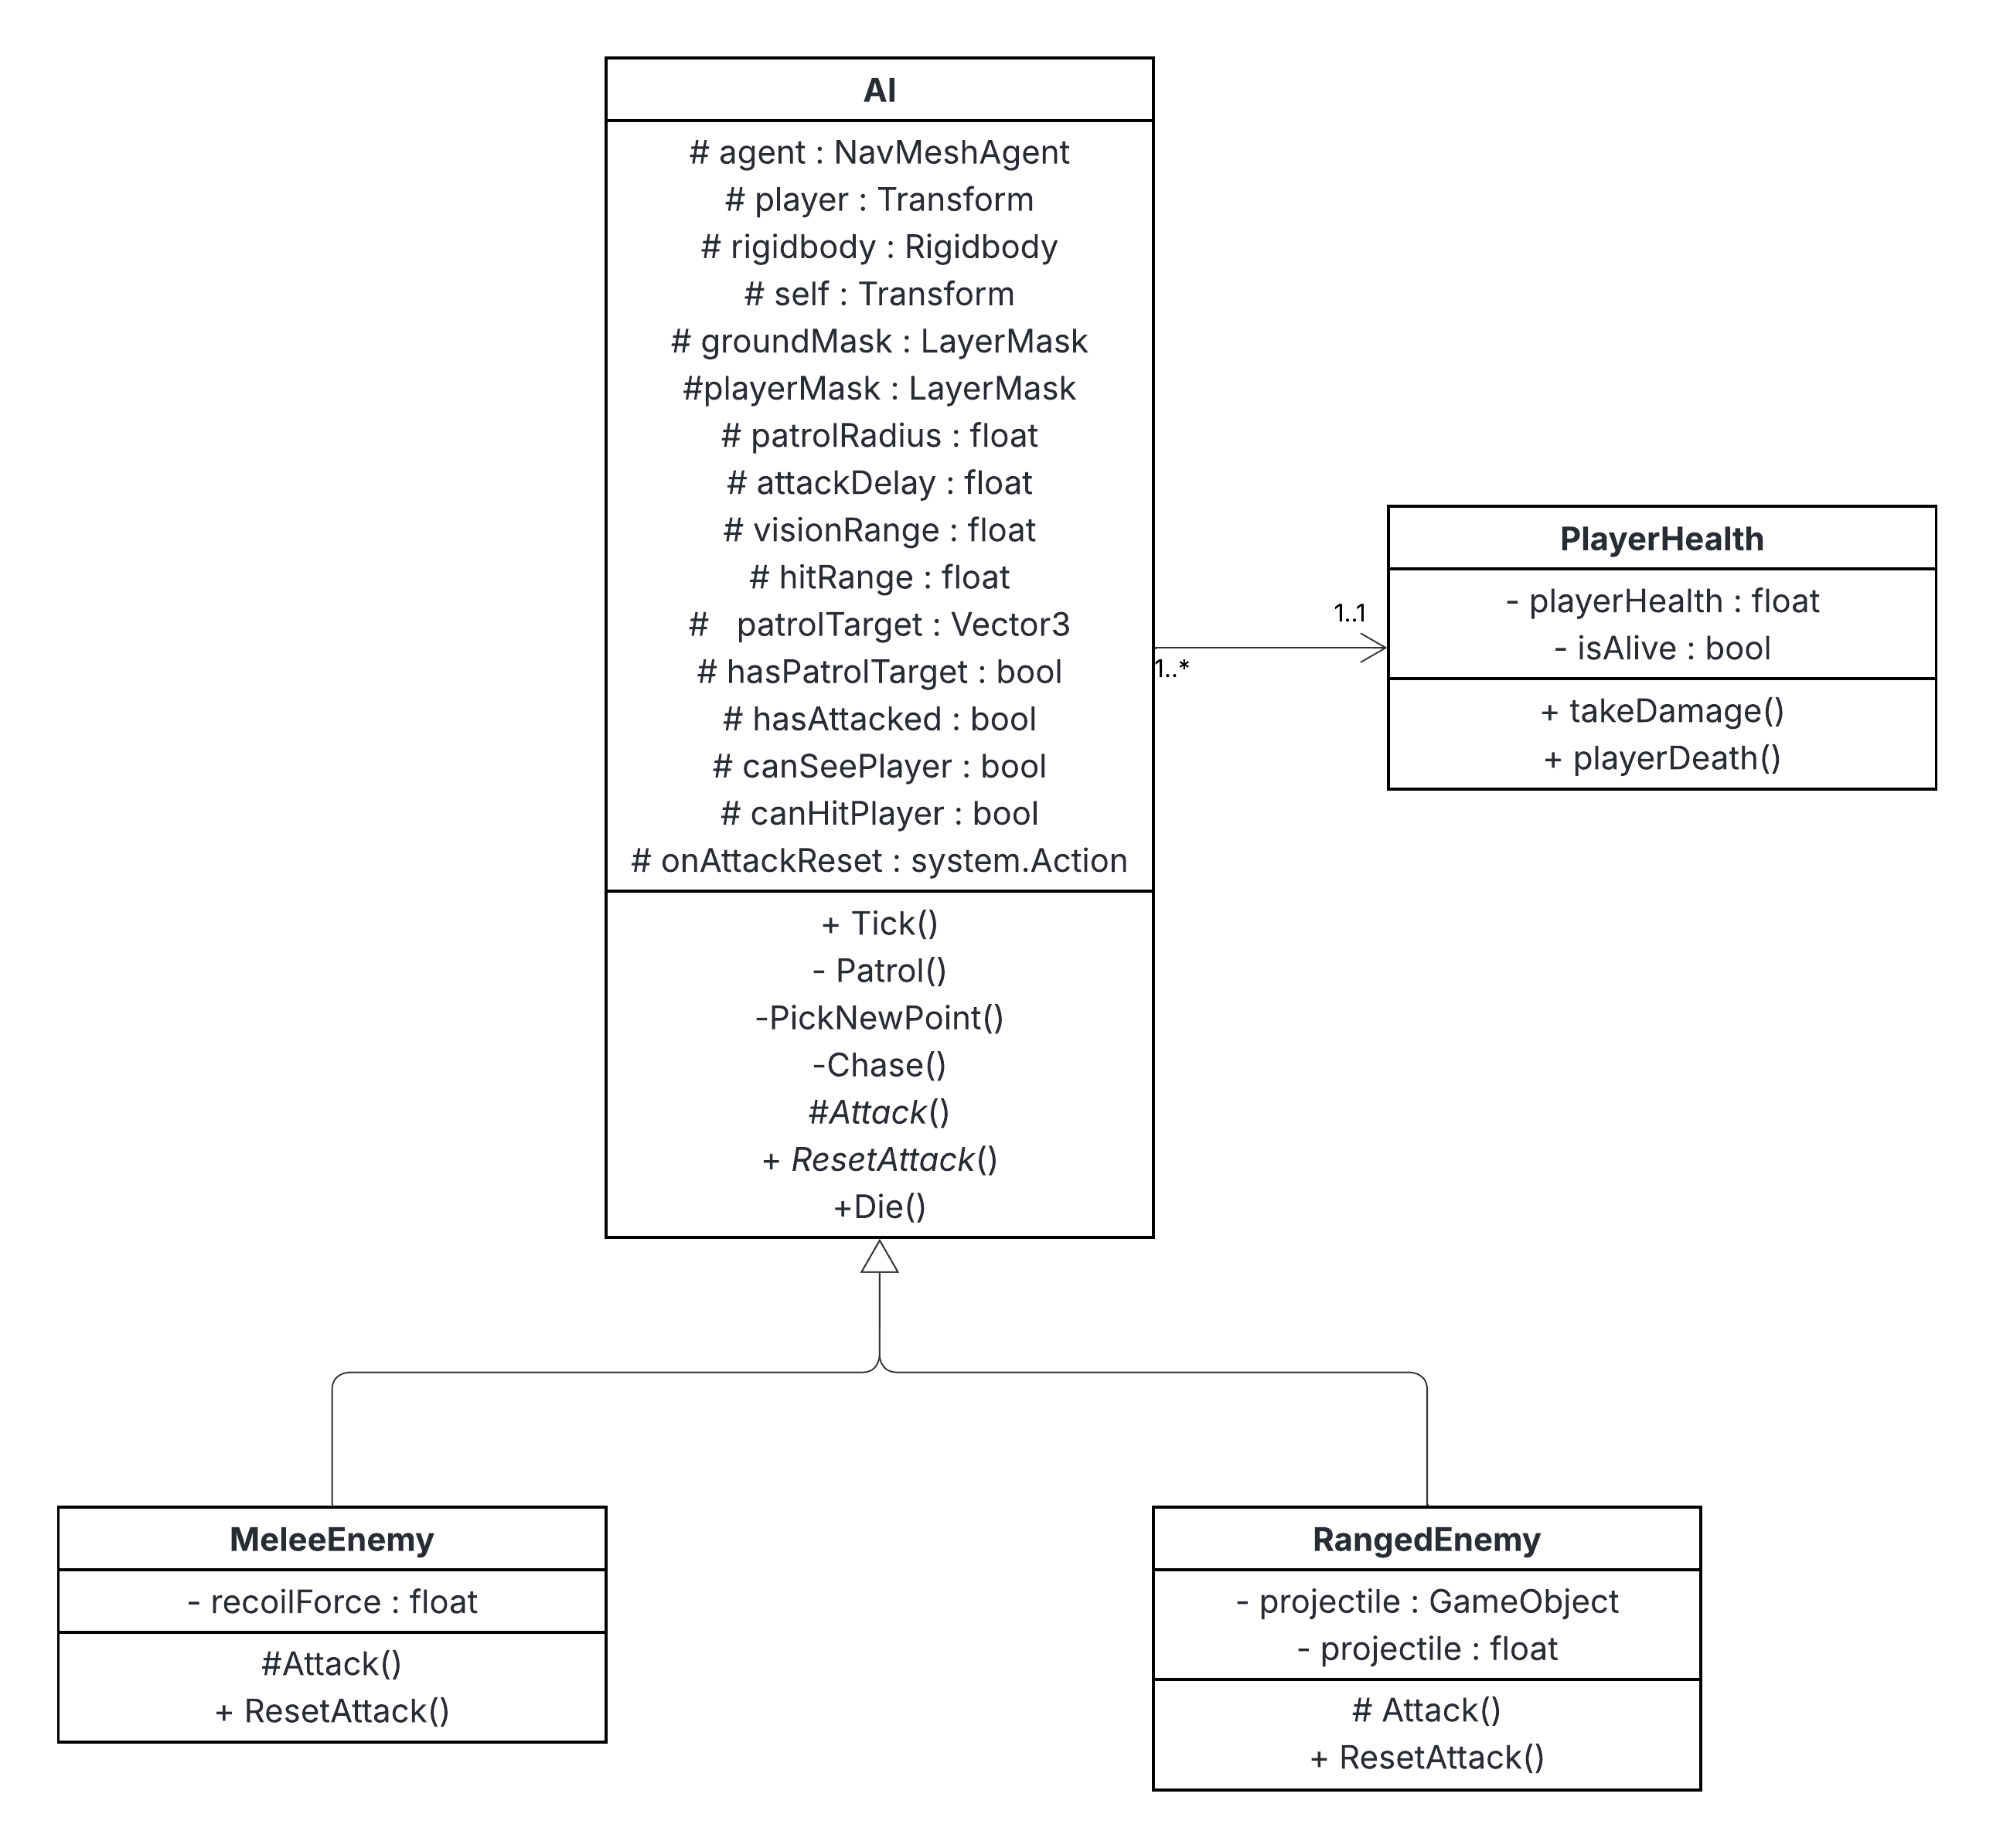 AI
# agent : NavMeshAgent
# player : Transform
# rigidbody : Rigidbody
# self : Transform
# groundMask : LayerMask
#playerMask : LayerMask
# patrolRadius : float
# attackDelay : float
# visionRange : float
# hitRange : float
#   patrolTarget : Vector3
# hasPatrolTarget : bool
# hasAttacked : bool
# canSeePlayer : bool
# canHitPlayer : bool
# onAttackReset : system.Action
+ Tick()
- Patrol()
-PickNewPoint()
-Chase()
#Attack()
+ ResetAttack()
+Die()
1..1
1..*
PlayerHealth
- playerHealth : float
- isAlive : bool
+ takeDamage()
+ playerDeath()
MeleeEnemy
- recoilForce : float
#Attack()
+ ResetAttack()
RangedEnemy
- projectile : GameObject
- projectile : float
# Attack()
+ ResetAttack()